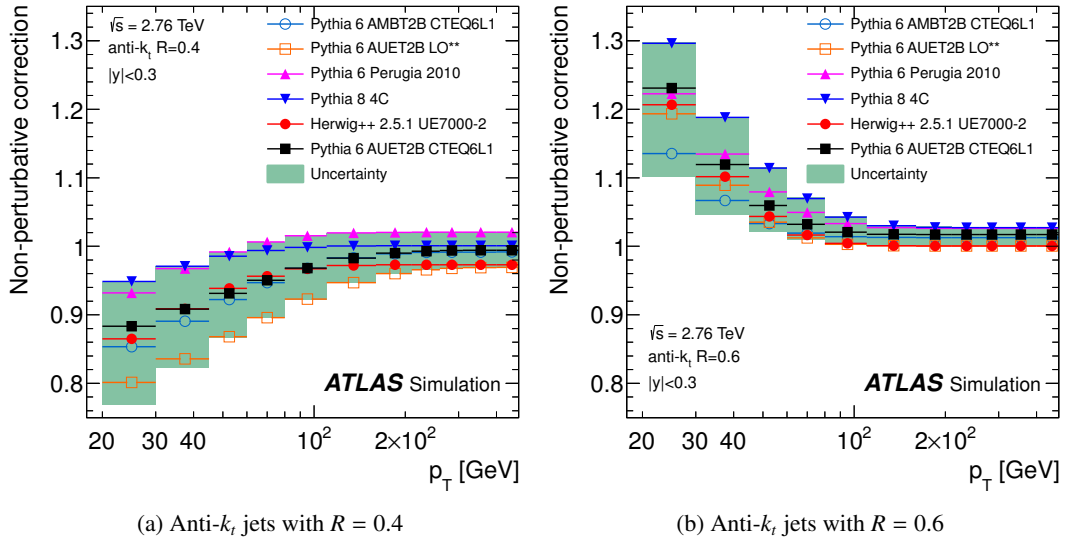 Non-perturbative correction
1.3
1.2
1.1
1
0.9
0.8
√s = 2.76 TeV
anti-k_t R=0.4
|y|<0.3
Pythia 6 AMBT2B CTEQ6L1
Pythia 6 AUET2B LO**
Pythia 6 Perugia 2010
Pythia 8 4C
Herwig++ 2.5.1 UE7000-2
Pythia 6 AUET2B CTEQ6L1
Uncertainty
ATLAS Simulation
20 30 40 10² 2×10²
p_T [GeV]
(a) Anti-k_t jets with R = 0.4
Non-perturbative correction
1.3
1.2
1.1
1
0.9
0.8
Pythia 6 AMBT2B CTEQ6L1
Pythia 6 AUET2B LO**
Pythia 6 Perugia 2010
Pythia 8 4C
Herwig++ 2.5.1 UE7000-2
Pythia 6 AUET2B CTEQ6L1
Uncertainty
√s = 2.76 TeV
anti-k_t R=0.6
|y|<0.3
ATLAS Simulation
20 30 40 10² 2×10²
p_T [GeV]
(b) Anti-k_t jets with R = 0.6